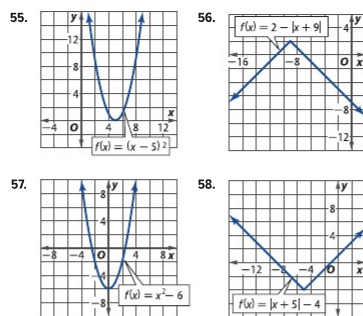 55.
y
12
8
4
x
-4 O 4 8 12
f(x) = (x − 5) 2
56.
f(x) = 2 − |x + 9|
4 y
-16 -8 O x
-8
-12
57.
8 y
4
-8 -4 O 4 8 x
-8
f(x) = x² − 6
58.
y
8
4
-12 -8 -4 O x
f(x) = |x + 5| − 4